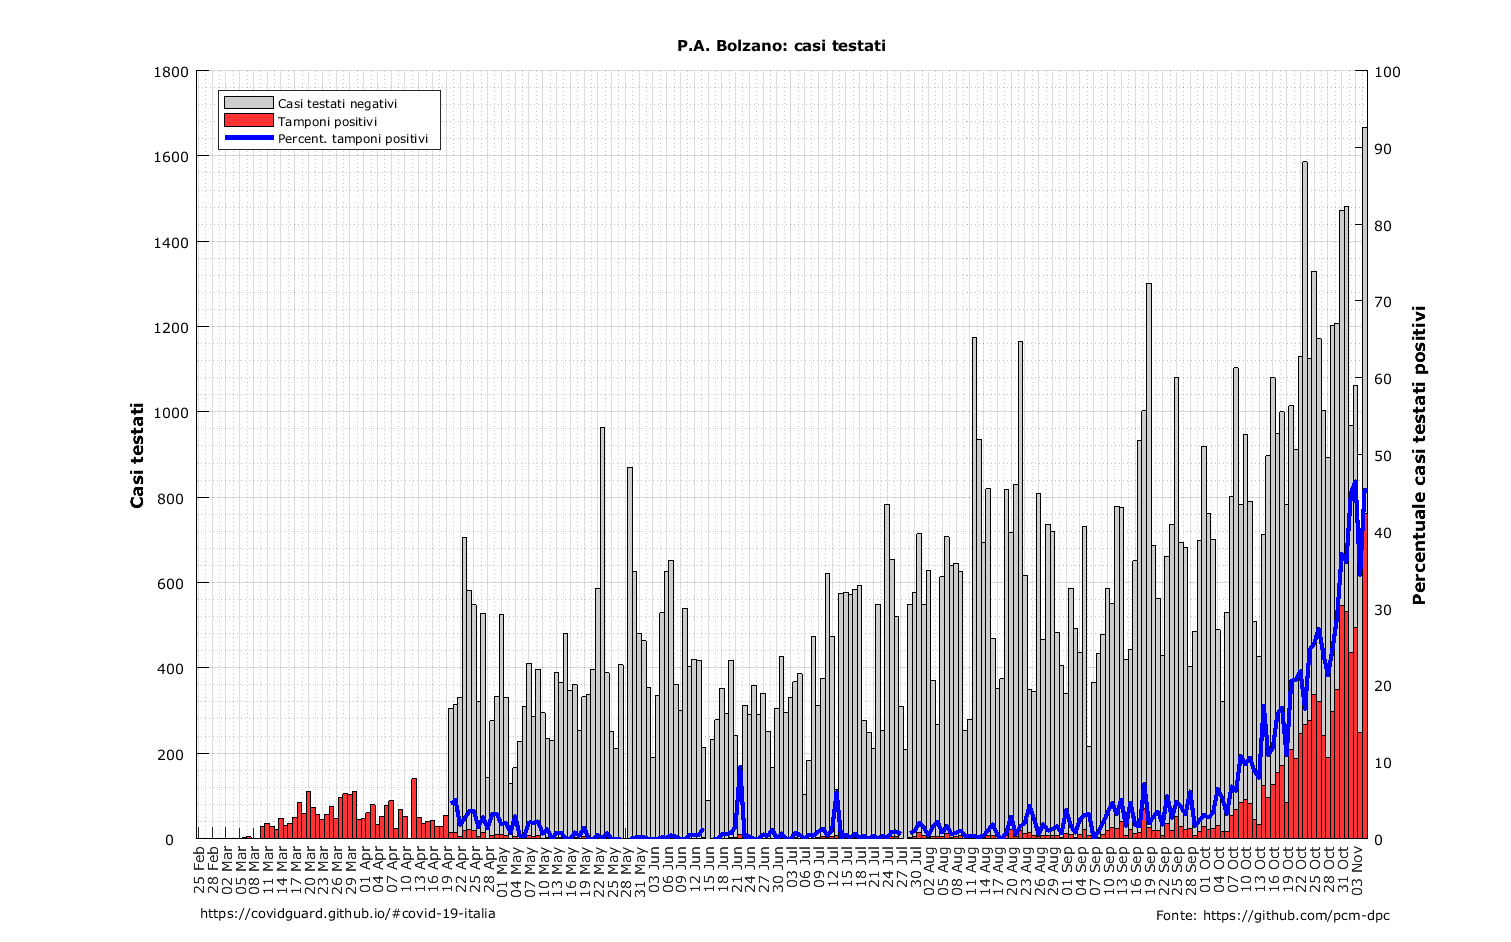 P.A. Bolzano: casi testati
Casi testati negativi
Tamponi positivi
Percent. tamponi positivi
Casi testati
1800
1600
1400
1200
1000
800
600
400
200
0
100
90
80
70
60
50
40
30
20
10
0
Percentuale casi testati positivi
25 Feb
28 Feb
02 Mar
05 Mar
08 Mar
11 Mar
14 Mar
17 Mar
20 Mar
23 Mar
26 Mar
29 Mar
01 Apr
04 Apr
07 Apr
10 Apr
13 Apr
16 Apr
19 Apr
22 Apr
25 Apr
28 Apr
01 May
04 May
07 May
10 May
13 May
16 May
19 May
22 May
25 May
28 May
31 May
03 Jun
06 Jun
09 Jun
12 Jun
15 Jun
18 Jun
21 Jun
24 Jun
27 Jun
30 Jun
03 Jul
06 Jul
09 Jul
12 Jul
15 Jul
18 Jul
21 Jul
24 Jul
27 Jul
30 Jul
02 Aug
05 Aug
08 Aug
11 Aug
14 Aug
17 Aug
20 Aug
23 Aug
26 Aug
29 Aug
01 Sep
04 Sep
07 Sep
10 Sep
13 Sep
16 Sep
19 Sep
22 Sep
25 Sep
28 Sep
01 Oct
04 Oct
07 Oct
10 Oct
13 Oct
16 Oct
19 Oct
22 Oct
25 Oct
28 Oct
31 Oct
03 Nov
https://covidguard.github.io/#covid-19-italia
Fonte: https://github.com/pcm-dpc